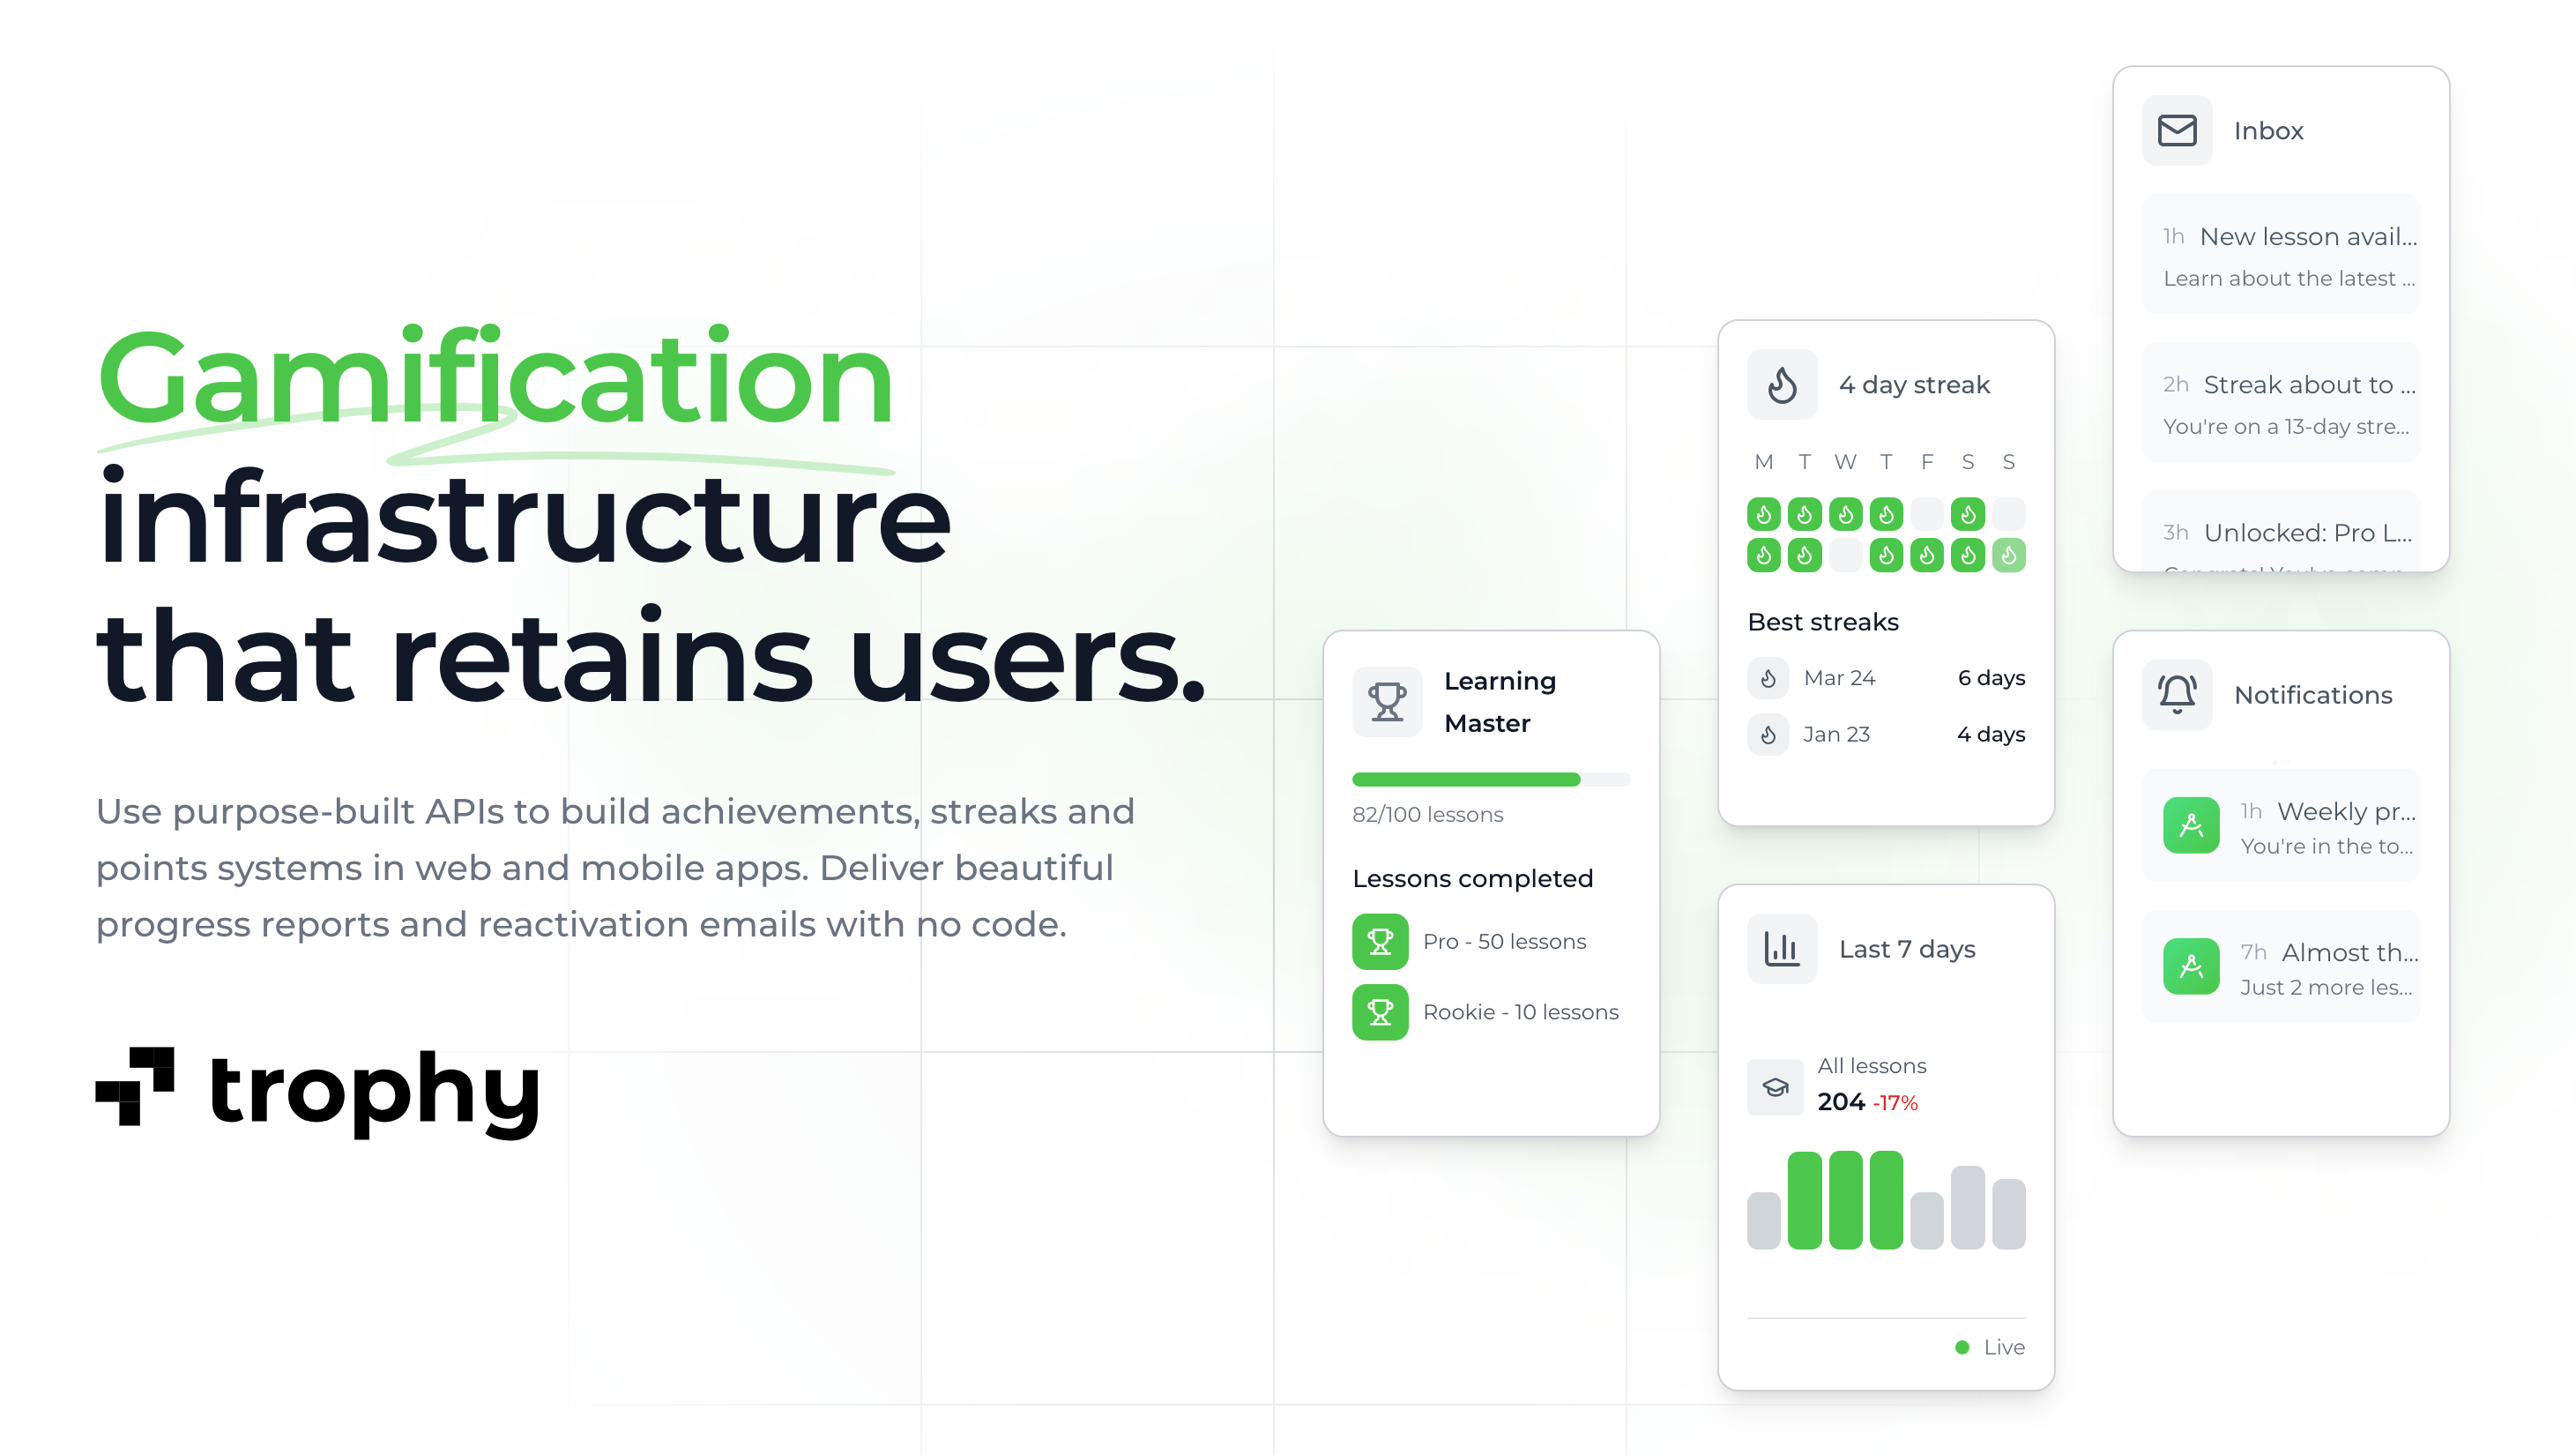 Gamification
infrastructure
that retains users.
Use purpose-built APIs to build achievements, streaks and
points systems in web and mobile apps. Deliver beautiful
progress reports and reactivation emails with no code.
trophy
Learning
Master
82/100 lessons
Lessons completed
Pro - 50 lessons
Rookie - 10 lessons
4 day streak
M T W T F S S
Best streaks
Mar 24 6 days
Jan 23 4 days
Last 7 days
All lessons
204 -17%
Live
Inbox
1h New lesson avail...
Learn about the latest ...
2h Streak about to ...
You're on a 13-day stre...
3h Unlocked: Pro L...
Notifications
1h Weekly pr...
You're in the to...
7h Almost th...
Just 2 more les...